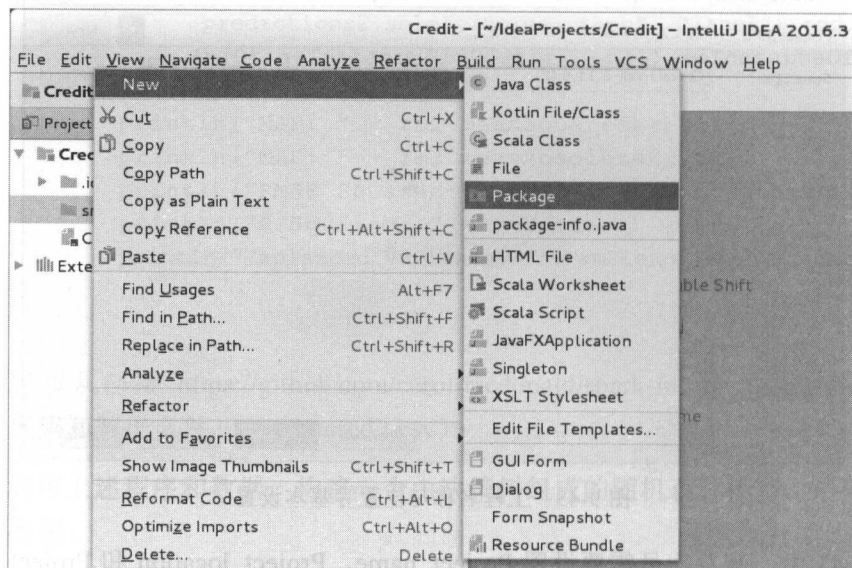 Credit – [~/IdeaProjects/Credit] – IntelliJ IDEA 2016.3
File Edit View Navigate Code Analyze Refactor Build Run Tools VCS Window Help
Credit
Project
Cred
.i
sr
C
Exte
New
Cut Ctrl+X
Copy Ctrl+C
Copy Path Ctrl+Shift+C
Copy as Plain Text
Copy Reference Ctrl+Alt+Shift+C
Paste Ctrl+V
Find Usages Alt+F7
Find in Path... Ctrl+Shift+F
Replace in Path... Ctrl+Shift+R
Analyze
Refactor
Add to Favorites
Show Image Thumbnails Ctrl+Shift+T
Reformat Code Ctrl+Alt+L
Optimize Imports Ctrl+Alt+O
Delete... Delete
Java Class
Kotlin File/Class
Scala Class
File
Package
package-info.java
HTML File
Scala Worksheet
Scala Script
JavaFXApplication
Singleton
XSLT Stylesheet
Edit File Templates...
GUI Form
Dialog
Form Snapshot
Resource Bundle
ble Shift
me